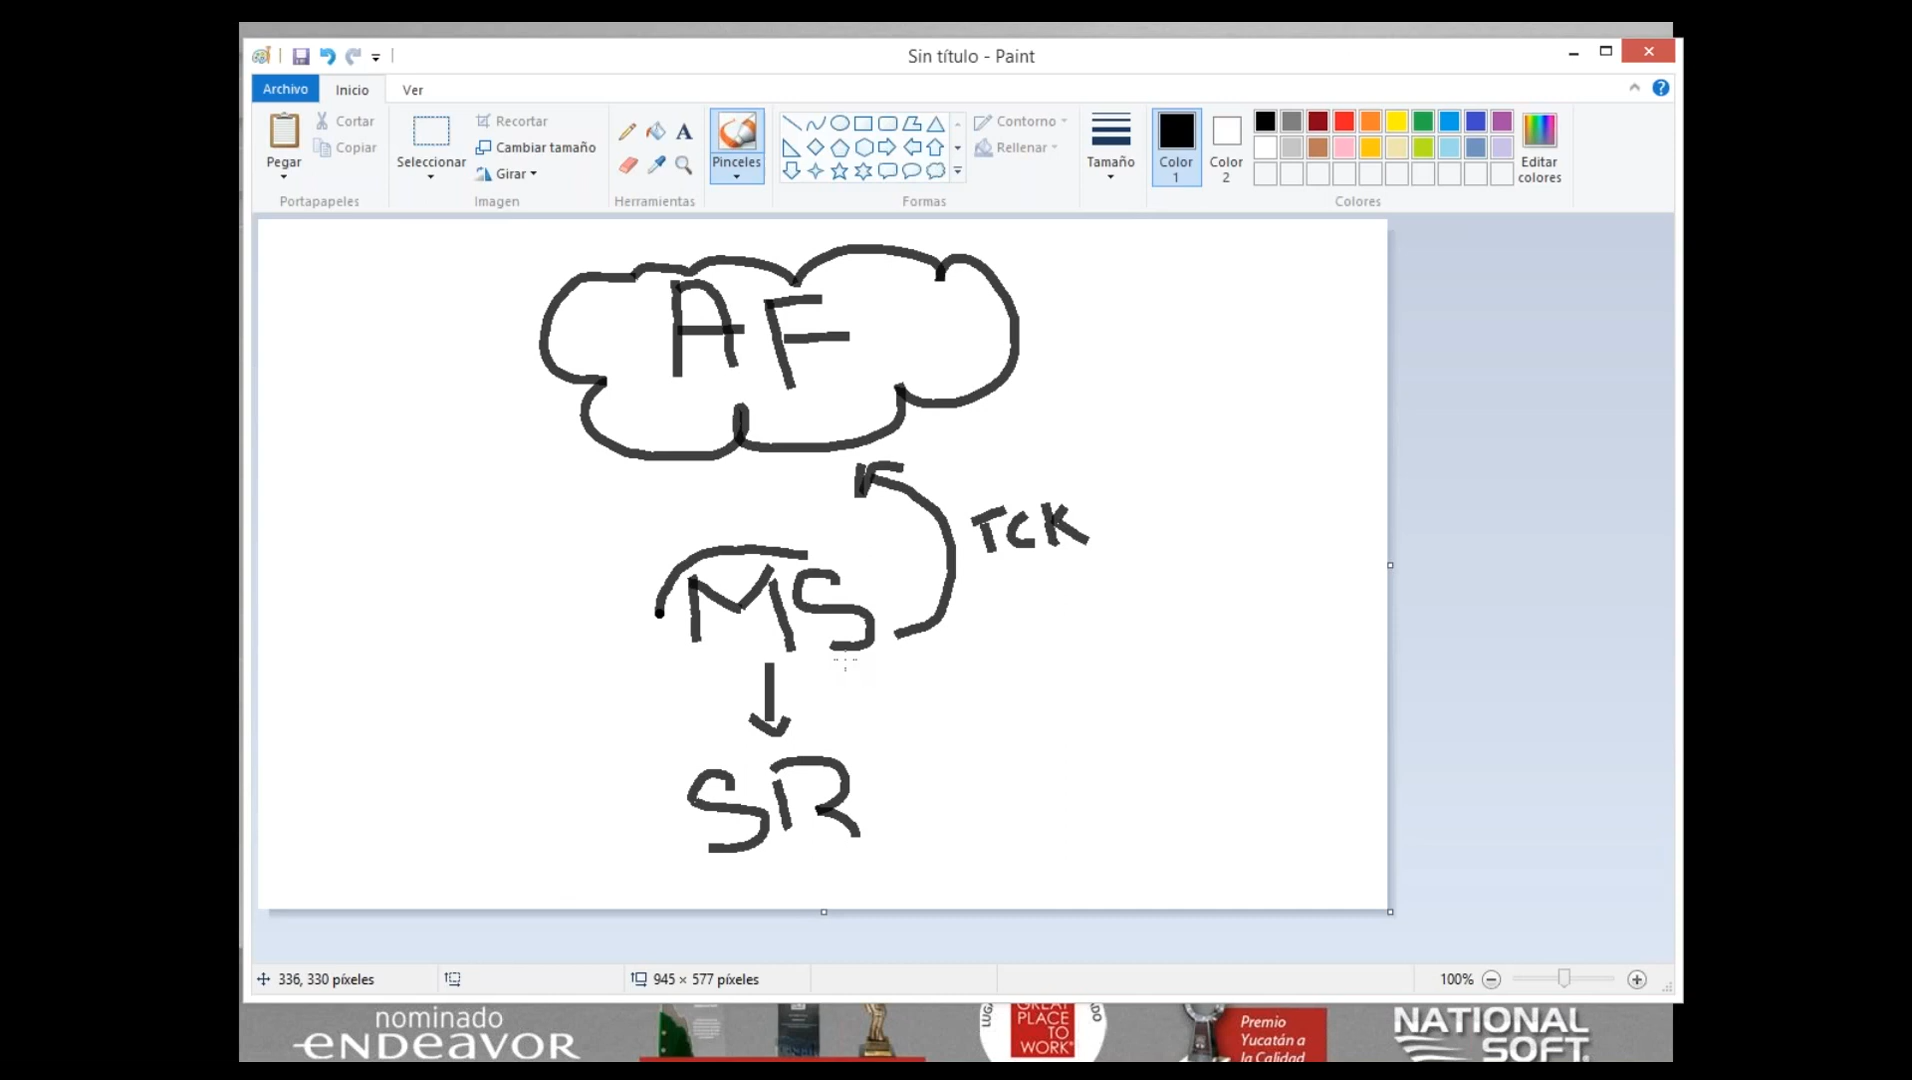 Sin título - Paint
Archivo Inicio Ver
Pegar
Cortar
Copiar
Portapapeles
Seleccionar
Recortar
Cambiar tamaño
Girar
Imagen
A
Herramientas
Pinceles
Contorno
Rellenar
Formas
Tamaño
Color 1
Color 2
Editar colores
Colores
AF
TCK
MS
SR
336, 330 píxeles
945 × 577 píxeles
100%
nominado
enDeavor
GREAT
PLACE
TO
WORK
Premio
Yucatán a
la Calidad
NATIONAL
SOFT